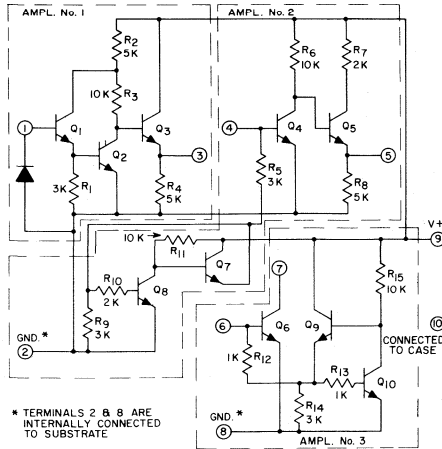 AMPL. No. 1
AMPL. No. 2
R2
5K
R6
10K
R7
2K
10K
R3
1
Q1
Q2
Q3
3
4
Q4
Q5
5
3K
R1
R4
5K
R5
3K
R8
5K
10K
R11
V+
9
R10
2K
Q8
Q7
7
R15
10K
10
CONNECTED
TO CASE
6
Q6
Q9
GND.*
2
R9
3K
1K
R12
R13
1K
Q10
R14
3K
* TERMINALS 2 & 8 ARE
INTERNALLY CONNECTED
TO SUBSTRATE
GND.*
8
AMPL. No. 3